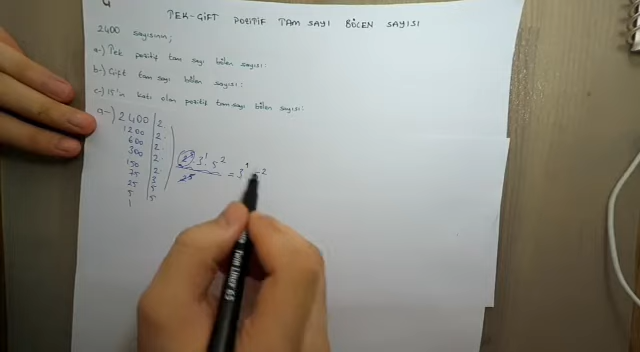 TEK-ÇİFT POZİTİF TAM SAYI BÖLEN SAYISI
2400 sayısının;
a-) Tek pozitif tam sayı bölen sayısı:
b-) Çift tam sayı bölen sayısı:
c-) 15'in katı olan pozitif tam sayı bölen sayısı:
a-) 2400 | 2
1200 | 2
600 | 2
300 | 2
150 | 2
75 | 3
25 | 5
5 | 5
1
3¹. 5²
2⁵
= 3¹